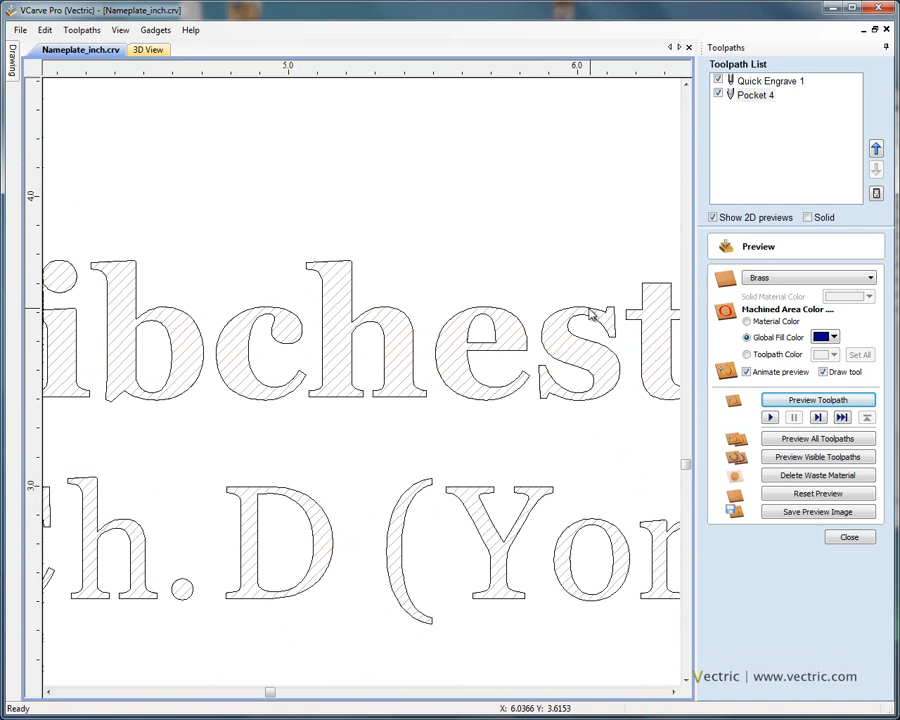 VCarve Pro {Vectric} - [Nameplate_inch.crv]
File Edit Toolpaths View Gadgets Help
Drawing
Nameplate_inch.crv 3D View
5.0 6.0
4.0
3.0
ibchest
ch. D (Yor
Toolpaths
Toolpath List
Quick Engrave 1
Pocket 4
Show 2D previews Solid
Preview
Brass
Solid Material Color
Machined Area Color ....
Material Color
Global Fill Color
Toolpath Color Set All
Animate preview Draw tool
Preview Toolpath
Preview All Toolpaths
Preview Visible Toolpaths
Delete Waste Material
Reset Preview
Save Preview Image
Close
Vectric | www.vectric.com
Ready X: 6.0366 Y: 3.6153